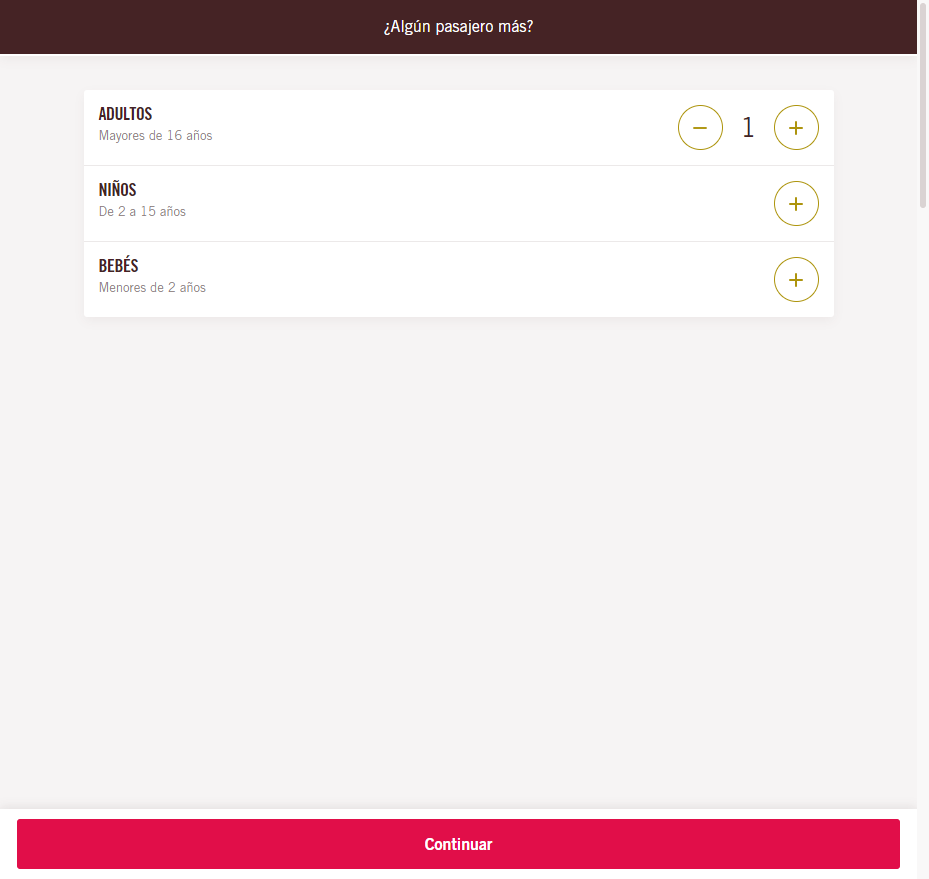 ¿Algún pasajero más?
ADULTOS
Mayores de 16 años
1
NIÑOS
De 2 a 15 años
BEBÉS
Menores de 2 años
Continuar